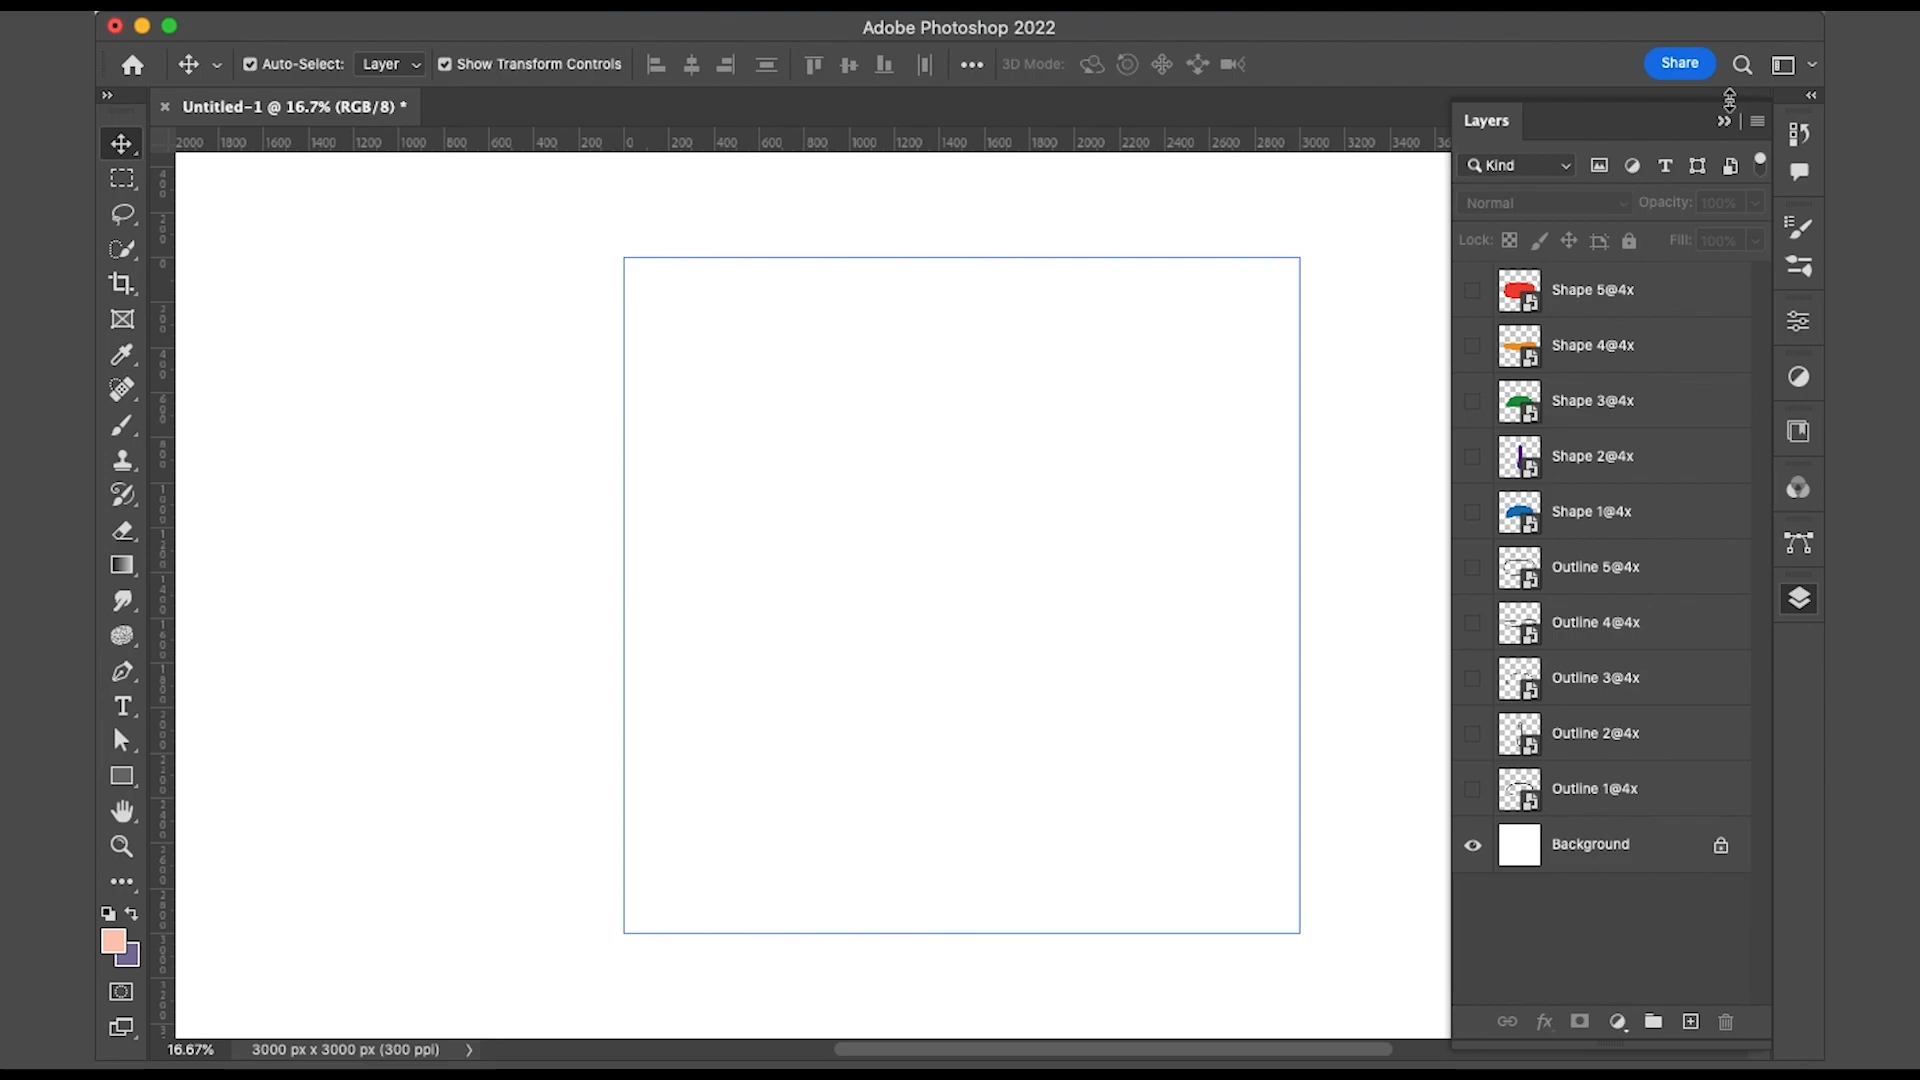 Adobe Photoshop 2022
Auto-Select: Layer Show Transform Controls 3D Mode: Share
Untitled-1 @ 16.7% (RGB/8) *
2000 1800 1600 1400 1200 1000 800 600 400 200 0 200 400 600 800 1000 1200 1400 1600 1800 2000 2200 2400 2600 2800 3000 3200 3400
Layers
Kind
Normal Opacity: 100%
Lock: Fill: 100%
Shape 5@4x
Shape 4@4x
Shape 3@4x
Shape 2@4x
Shape 1@4x
Outline 5@4x
Outline 4@4x
Outline 3@4x
Outline 2@4x
Outline 1@4x
Background
16.67% 3000 px x 3000 px (300 ppi)